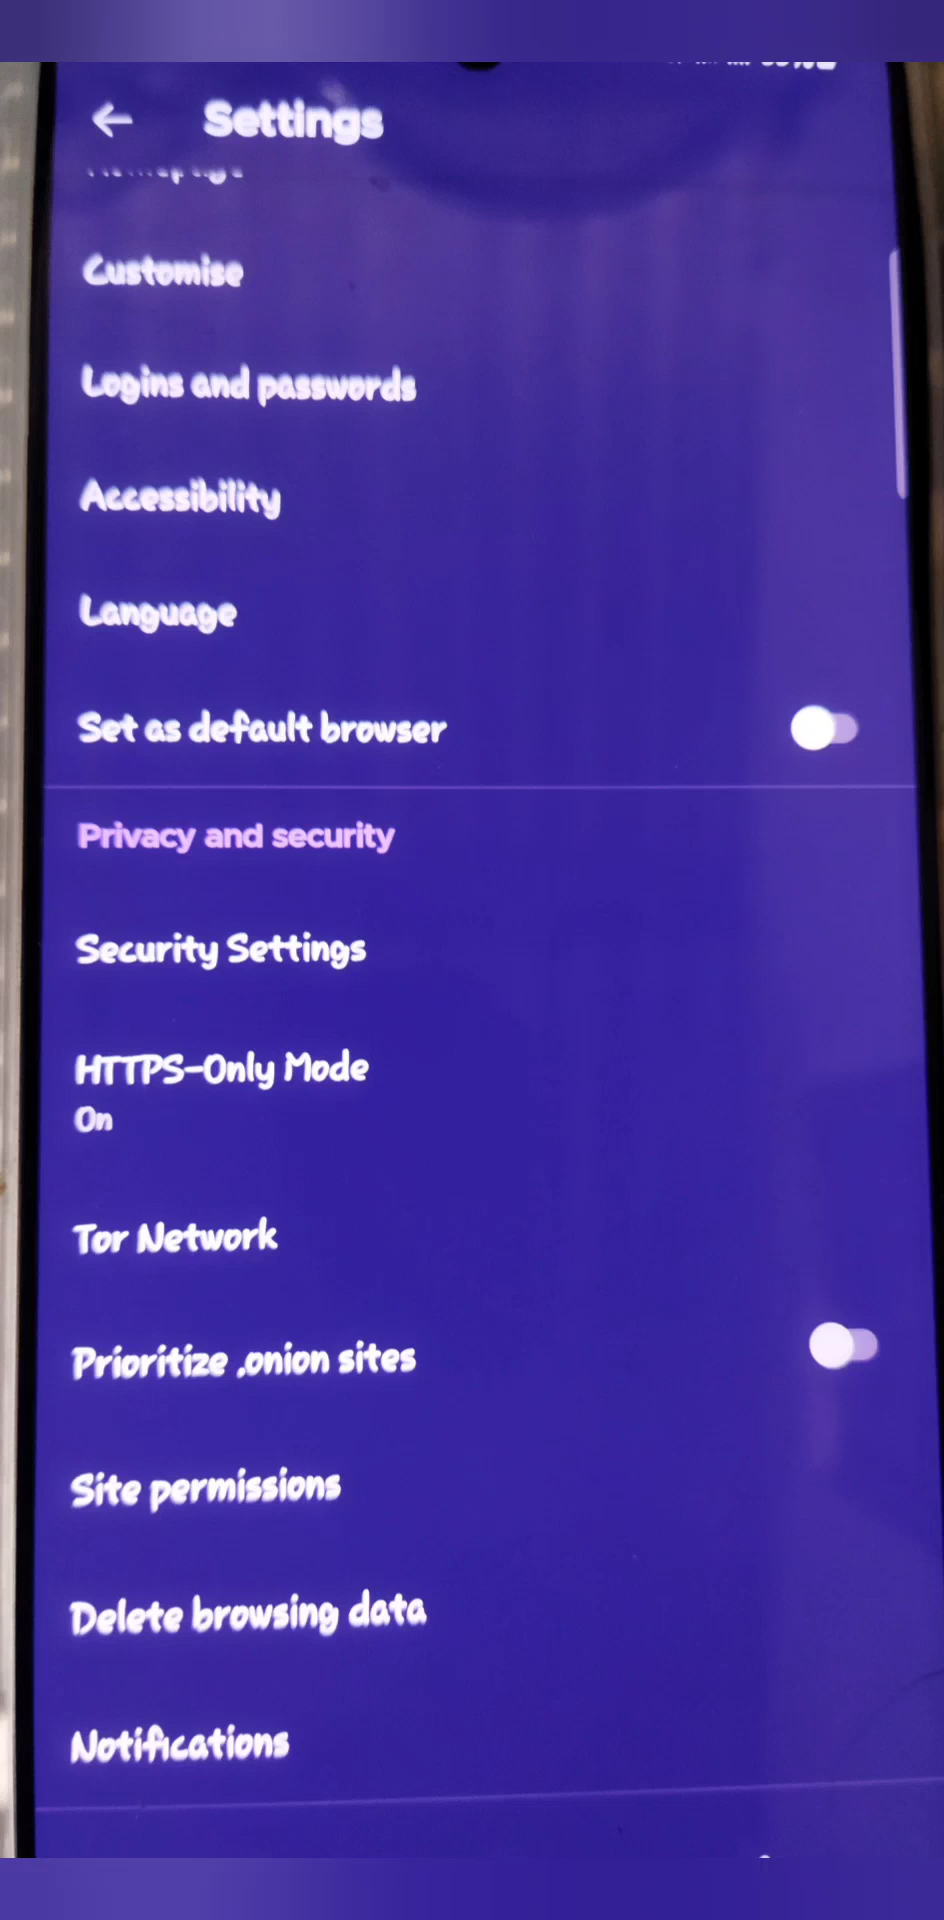 Settings
Customise
Logins and passwords
Accessibility
Language
Set as default browser
Privacy and security
Security Settings
HTTPS-Only Mode
On
Tor Network
Prioritize .onion sites
Site permissions
Delete browsing data
Notifications